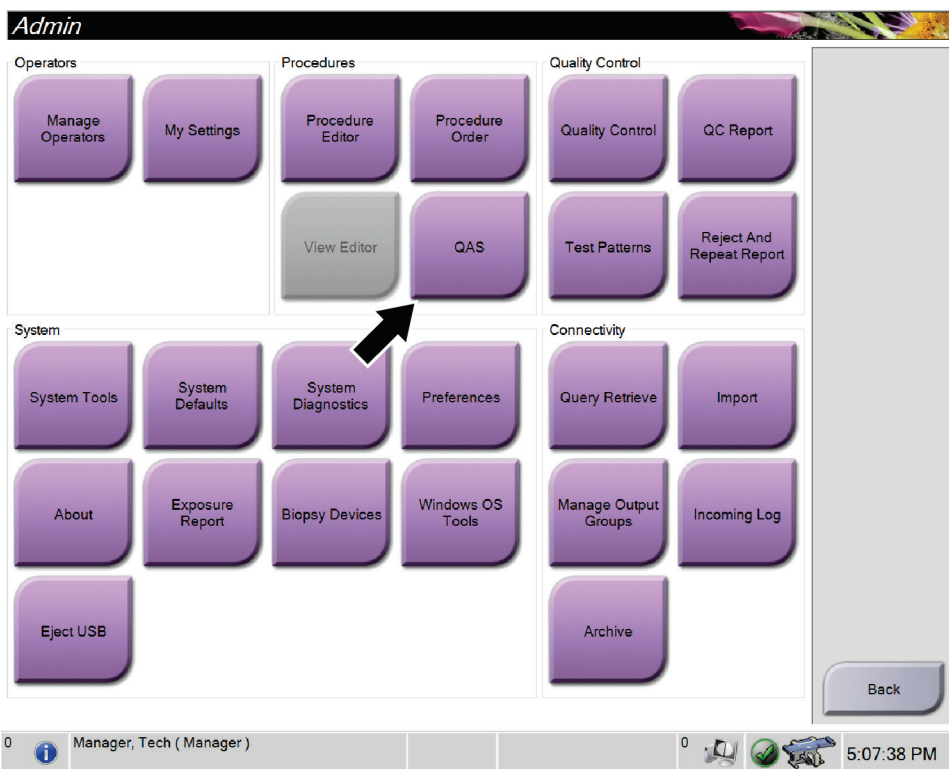 Admin
Operators
Procedures
Quality Control
Manage
Operators
My Settings
Procedure
Editor
Procedure
Order
Quality Control
QC Report
View Editor
QAS
Test Patterns
Reject And
Repeat Report
System
Connectivity
System Tools
System
Defaults
System
Diagnostics
Preferences
Query Retrieve
Import
About
Exposure
Report
Biopsy Devices
Windows OS
Tools
Manage Output
Groups
Incoming Log
Eject USB
Archive
Back
0
Manager, Tech ( Manager )
0
5:07:38 PM